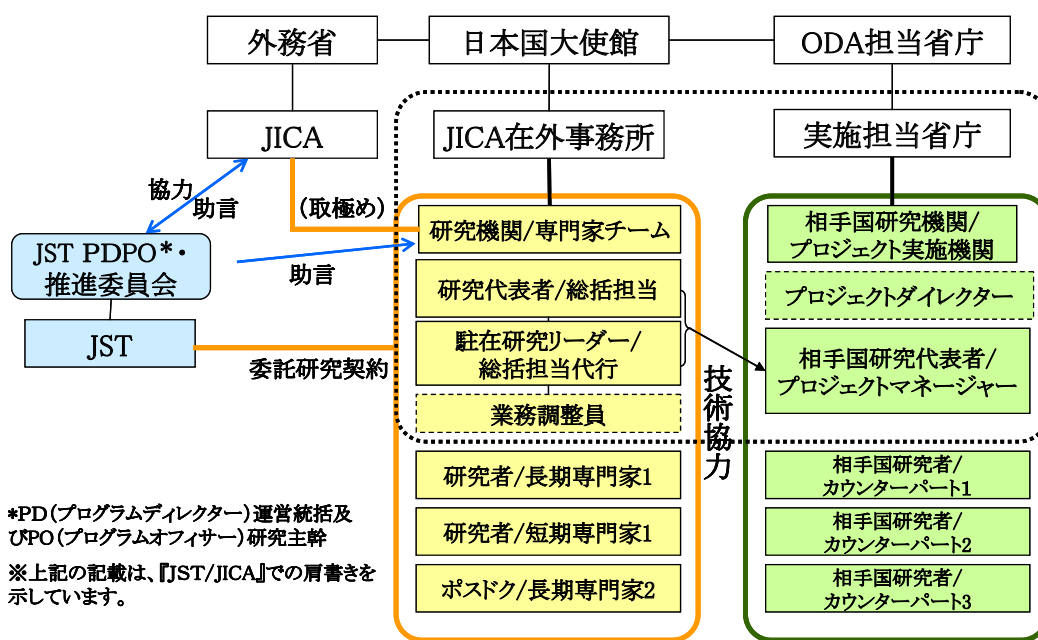 外務省
日本国大使館
ODA担当省庁
JICA
JICA在外事務所
実施担当省庁
協力
助言
(取極め)
JST PDPO*・
推進委員会
助言
JST
委託研究契約
研究機関/専門家チーム
研究代表者/総括担当
駐在研究リーダー/
総括担当代行
業務調整員
研究者/長期専門家1
研究者/短期専門家1
ポスドク/長期専門家2
技術協力
相手国研究機関/
プロジェクト実施機関
プロジェクトダイレクター
相手国研究代表者/
プロジェクトマネージャー
相手国研究者/
カウンターパート1
相手国研究者/
カウンターパート2
相手国研究者/
カウンターパート3
*PD(プログラムディレクター)運営統括及
びPO(プログラムオフィサー)研究主幹
※上記の記載は、『JST/JICA』での肩書きを
示しています。